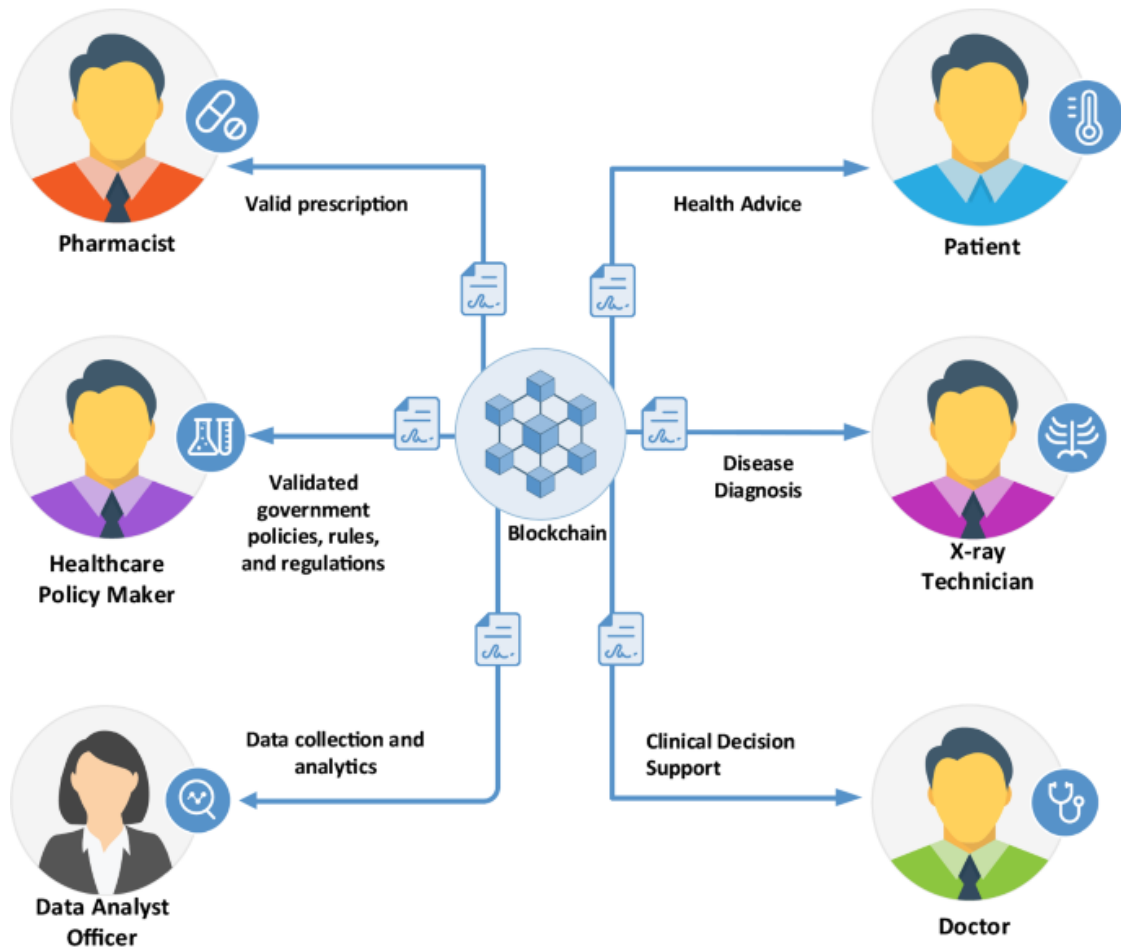 Valid prescription
Pharmacist
Health Advice
Patient
Validated
government
policies, rules,
and regulations
Healthcare
Policy Maker
Blockchain
Disease
Diagnosis
X-ray
Technician
Data collection and
analytics
Data Analyst
Officer
Clinical Decision
Support
Doctor